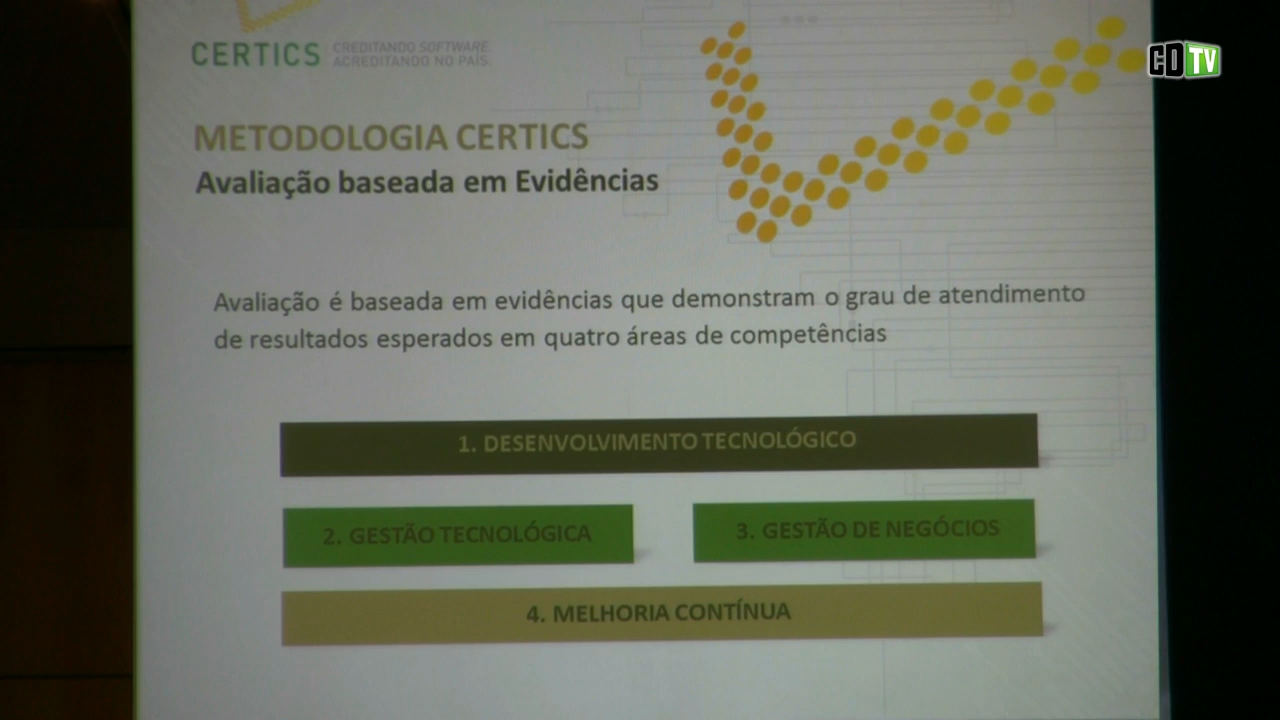 CERTICS
CREDITANDO SOFTWARE
ACREDITANDO NO PAÍS.
CDTV
METODOLOGIA CERTICS
Avaliação baseada em Evidências
Avaliação é baseada em evidências que demonstram o grau de atendimento
de resultados esperados em quatro áreas de competências
1. DESENVOLVIMENTO TECNOLÓGICO
2. GESTÃO TECNOLÓGICA
3. GESTÃO DE NEGÓCIOS
4. MELHORIA CONTÍNUA